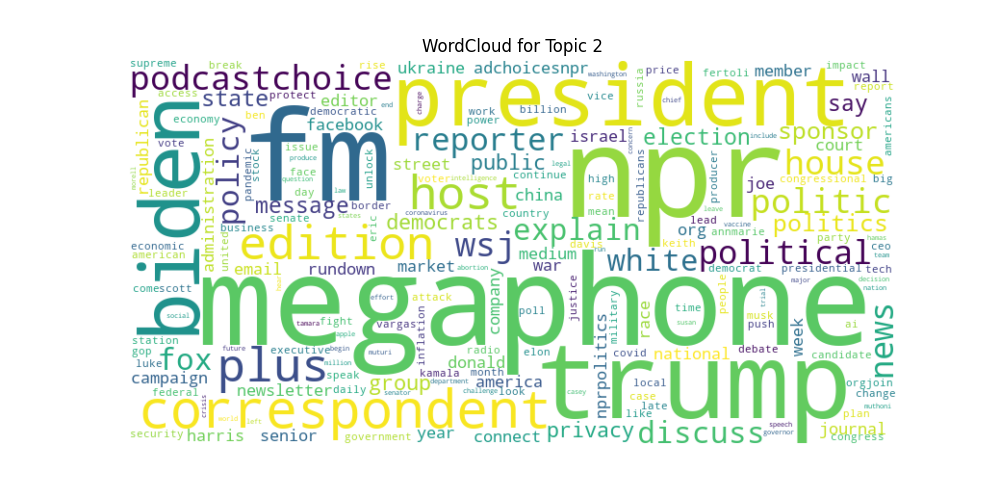 WordCloud for Topic 2
supreme
break
rise
ukraine
adchoicesnpr
washington
price
fertoli
member
impact
podcastchoice
president
wall
access
state
protect
editor
charge
billion
vice
russia
chief
say
report
economy
ben
democratic
end
work
power
facebook
fm
npr
reporter
israel
election
sponsor
court
americans
vote
republican
biden
policy
pandemic
stock
issue
face
unlock
street
public
continue
legal
concern
include
house
leader
administration
produce
question
day
law
voter
intelligence
high
rate
mean
republicans
producer
joe
congressional
big
message
border
host
china
leave
politic
business
senate
states
coronavirus
democrats
country
explain
lead
org
annmarie
vaccine
politics
united
eric
edition
wsj
medium
davis
run
keith
party
hamas
economic
american
email
rundown
market
abortion
war
white
political
ceo
team
democrat
presidential
tech
decision
nation
comescott
megaphone
social
host
effort
attack
company
poll
justice
military
race
time
susan
people
musk
trial
push
major
ai
news
station
tamara
fight
vargas
inflation
apple
gop
future
begin
muturi
radio
elon
nprpolitics
covid
national
debate
week
candidate
luke
fox
plus
executive
million
speak
donald
month
kamala
department
america
trump
campaign
newsletter
daily
group
senator
challenge
look
casey
local
case
orgjoin
change
federal
crisis
correspondent
like
late
plan
muthoni
world
left
privacy
discuss
speech
governor
journal
security
harris
senior
government
year
connect
congress